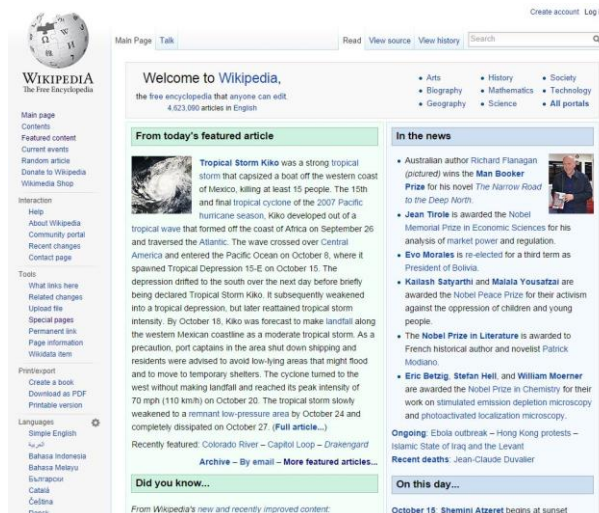 Create account Log
Main Page Talk
Read View source View history Search
WIKIPEDIA
The Free Encyclopedia
Main page
Contents
Featured content
Current events
Random article
Donate to Wikipedia
Wikimedia Shop
Interaction
Help
About Wikipedia
Community portal
Recent changes
Contact page
Tools
What links here
Related changes
Upload file
Special pages
Permanent link
Page information
Wikidata item
Print/export
Create a book
Download as PDF
Printable version
Languages
Simple English
العربية
Bahasa Indonesia
Bahasa Melayu
Български
Català
Čeština
Dansk
Welcome to Wikipedia,
the free encyclopedia that anyone can edit.
4,623,090 articles in English
• Arts
• Biography
• Geography
• History
• Mathematics
• Science
• Society
• Technology
• All portals
From today's featured article
Tropical Storm Kiko was a strong tropical
storm that capsized a boat off the western coast
of Mexico, killing at least 15 people. The 15th
and final tropical cyclone of the 2007 Pacific
hurricane season, Kiko developed out of a
tropical wave that formed off the coast of Africa on September 26
and traversed the Atlantic. The wave crossed over Central
America and entered the Pacific Ocean on October 8, where it
spawned Tropical Depression 15-E on October 15. The
depression drifted to the south over the next day before briefly
being declared Tropical Storm Kiko. It subsequently weakened
into a tropical depression, but later reattained tropical storm
intensity. By October 18, Kiko was forecast to make landfall along
the western Mexican coastline as a moderate tropical storm. As a
precaution, port captains in the area shut down shipping and
residents were advised to avoid low-lying areas that might flood
and to move to temporary shelters. The cyclone turned to the
west without making landfall and reached its peak intensity of
70 mph (110 km/h) on October 20. The tropical storm slowly
weakened to a remnant low-pressure area by October 24 and
completely dissipated on October 27. (Full article...)
Recently featured: Colorado River – Capitol Loop – Drakengard
Archive – By email – More featured articles...
Did you know...
From Wikipedia's new and recently improved content:
In the news
• Australian author Richard Flanagan
(pictured) wins the Man Booker
Prize for his novel The Narrow Road
to the Deep North.
• Jean Tirole is awarded the Nobel
Memorial Prize in Economic Sciences for his
analysis of market power and regulation.
• Evo Morales is re-elected for a third term as
President of Bolivia.
• Kailash Satyarthi and Malala Yousafzai are
awarded the Nobel Peace Prize for their activism
against the oppression of children and young
people.
• The Nobel Prize in Literature is awarded to
French historical author and novelist Patrick
Modiano.
• Eric Betzig, Stefan Hell, and William Moerner
are awarded the Nobel Prize in Chemistry for their
work on stimulated emission depletion microscopy
and photoactivated localization microscopy.
Ongoing: Ebola outbreak – Hong Kong protests –
Islamic State of Iraq and the Levant
Recent deaths: Jean-Claude Duvalier
On this day...
October 15: Shemini Atzeret begins at sunset